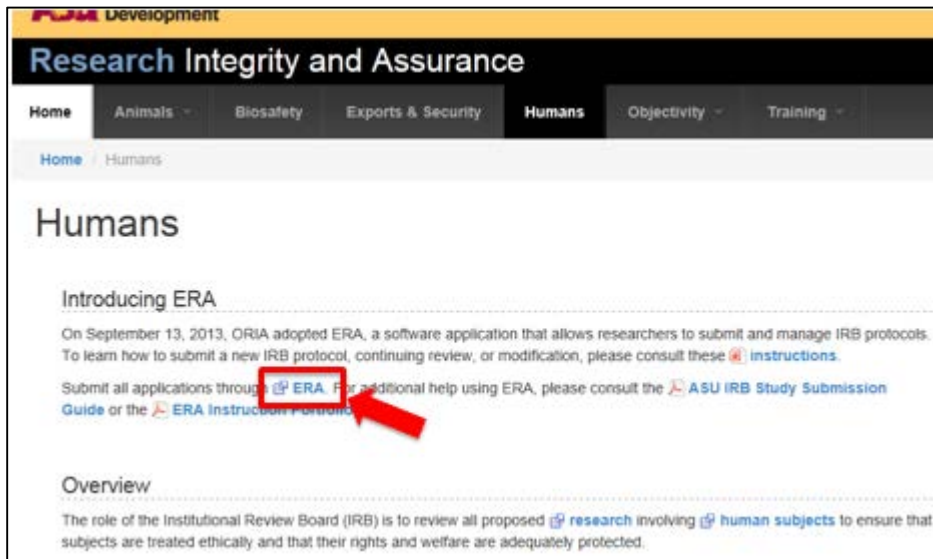 ASU Development
Research Integrity and Assurance
Home Animals Biosafety Exports & Security Humans Objectivity Training
Home / Humans
Humans
Introducing ERA
On September 13, 2013, ORIA adopted ERA, a software application that allows researchers to submit and manage IRB protocols.
To learn how to submit a new IRB protocol, continuing review, or modification, please consult these instructions.
Submit all applications through ERA. For additional help using ERA, please consult the ASU IRB Study Submission
Guide or the ERA Instruction Portfolio
Overview
The role of the Institutional Review Board (IRB) is to review all proposed research involving human subjects to ensure that
subjects are treated ethically and that their rights and welfare are adequately protected.